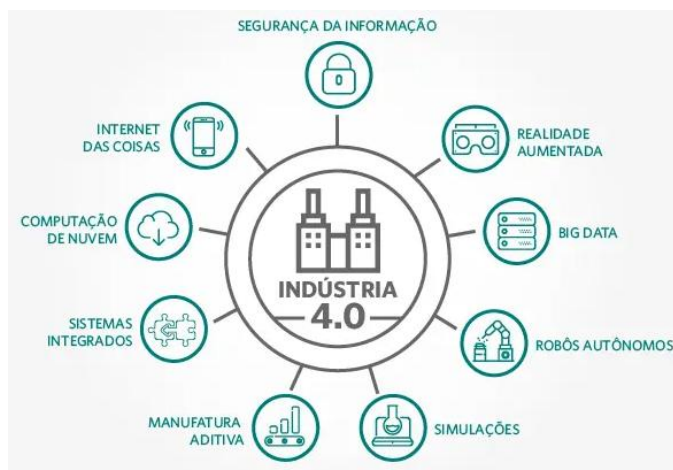 SEGURANÇA DA INFORMAÇÃO
INTERNET
DAS COISAS
REALIDADE
AUMENTADA
COMPUTAÇÃO
DE NUVEM
BIG DATA
INDÚSTRIA
4.0
SISTEMAS
INTEGRADOS
ROBÔS AUTÔNOMOS
MANUFATURA
ADITIVA
SIMULAÇÕES